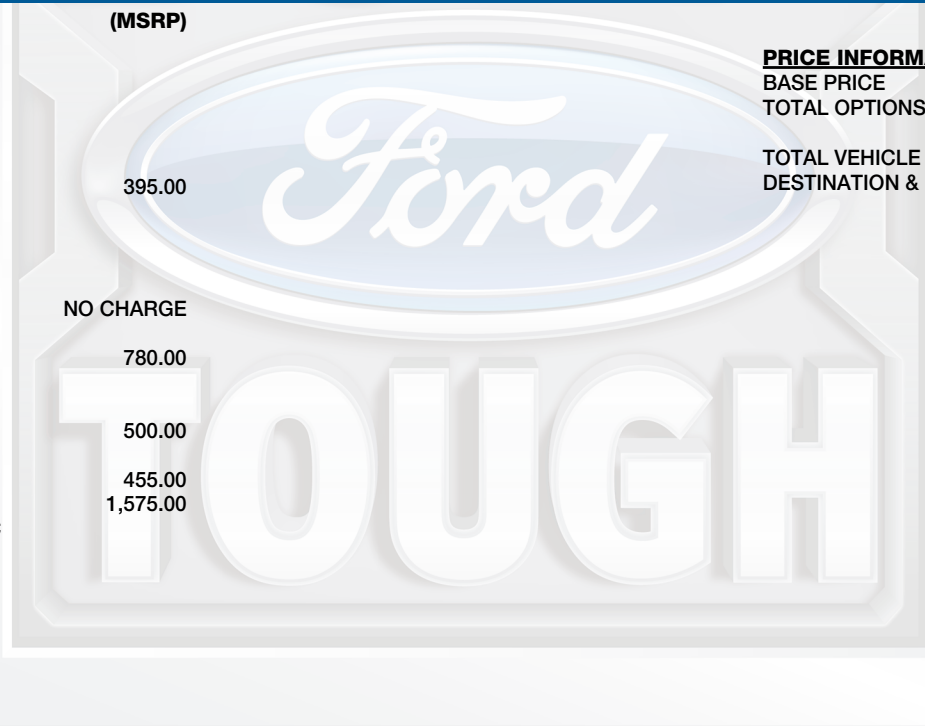 (MSRP)
395.00
NO CHARGE
780.00
500.00
455.00
1,575.00
PRICE
BASE PRICE
TOTAL OPTIONS
TOTAL VEHICLE
DESTINATION &
Ford
TOUGH